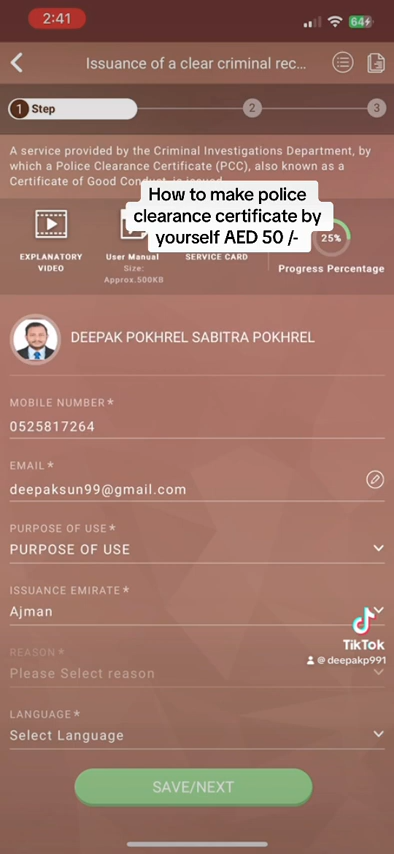 2:41
64
Issuance of a clear criminal rec...
1 Step 2 3
A service provided by the Criminal Investigations Department, by
which a Police Clearance Certificate (PCC), also known as a
Certificate of Good Conduct, is issued
How to make police
clearance certificate by
yourself AED 50 /-
25%
EXPLANATORY
VIDEO
User Manual
Size:
Approx.500KB
SERVICE CARD
Progress Percentage
DEEPAK POKHREL SABITRA POKHREL
MOBILE NUMBER*
0525817264
EMAIL*
deepaksun99@gmail.com
PURPOSE OF USE*
PURPOSE OF USE
ISSUANCE EMIRATE*
Ajman
TikTok
@deepakp991
REASON*
Please Select reason
LANGUAGE*
Select Language
SAVE/NEXT